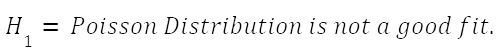 H₁ = Poisson Distribution is not a good fit.